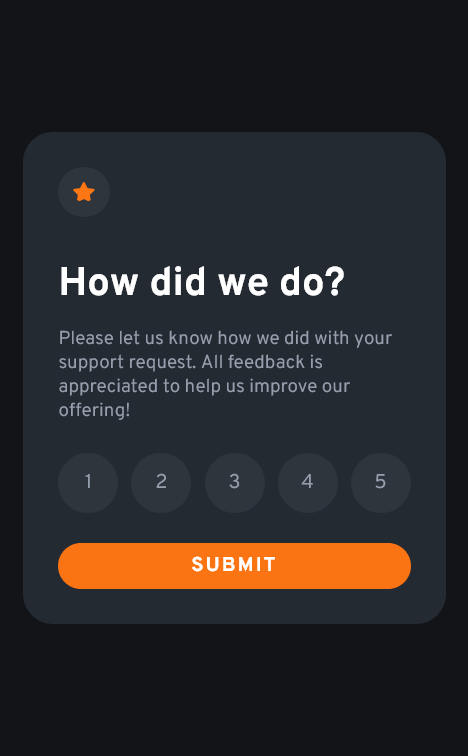 How did we do?
Please let us know how we did with your
support request. All feedback is
appreciated to help us improve our
offering!
1 2 3 4 5
SUBMIT